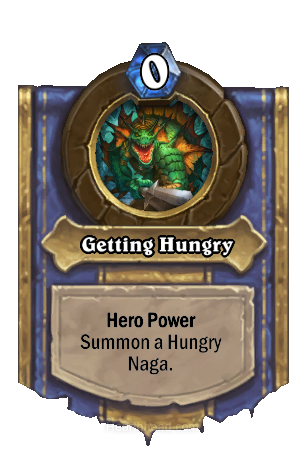 0
Getting Hungry
Hero Power
Summon a Hungry
Naga.